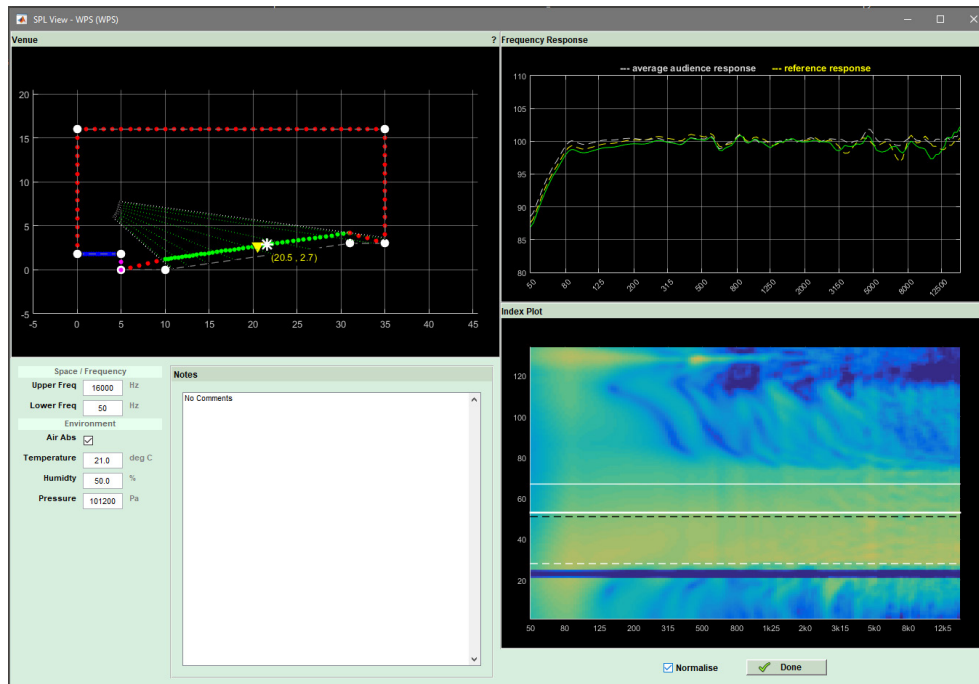 SPL View - WPS (WPS)
Venue ?
20
15
10
5
0
-5
(20.5 , 2.7)
-5 0 5 10 15 20 25 30 35 40 45
Frequency Response
--- average audience response --- reference response
110
105
100
95
90
85
80
50 80 125 200 315 500 800 1250 2000 3150 5000 8000 12500
Space / Frequency
Upper Freq 16000 Hz
Lower Freq 50 Hz
Environment
Air Abs
Temperature 21.0 deg C
Humidty 50.0 %
Pressure 101200 Pa
Notes
No Comments
Index Plot
120
100
80
60
40
20
50 80 125 200 315 500 800 1k25 2k0 3k15 5k0 8k0 12k5
Normalise Done